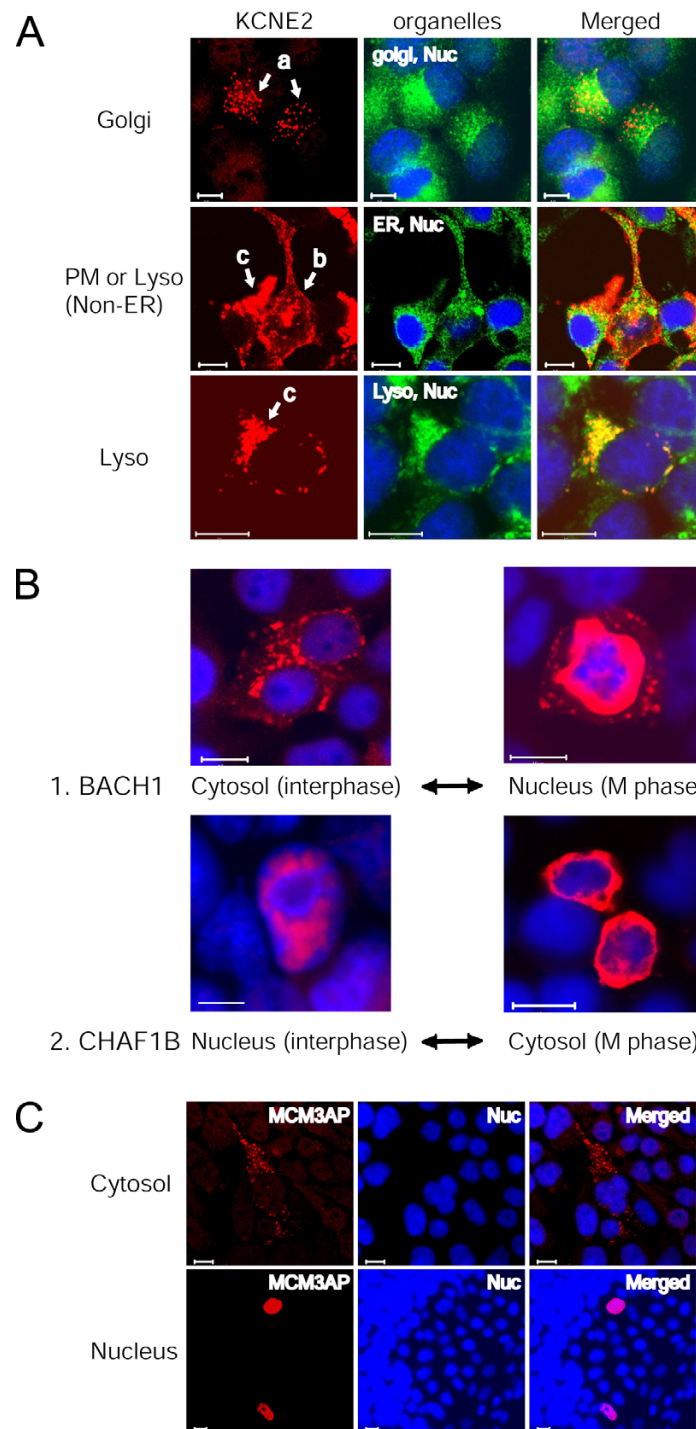 A
KCNE2 organelles Merged
Golgi
a
golgi, Nuc
PM or Lyso
(Non-ER)
c b
ER, Nuc
Lyso
c
Lyso, Nuc
B
1. BACH1 Cytosol (interphase) Nucleus (M phase
2. CHAF1B Nucleus (interphase) Cytosol (M phase)
C
Cytosol
MCM3AP Nuc Merged
Nucleus
MCM3AP Nuc Merged